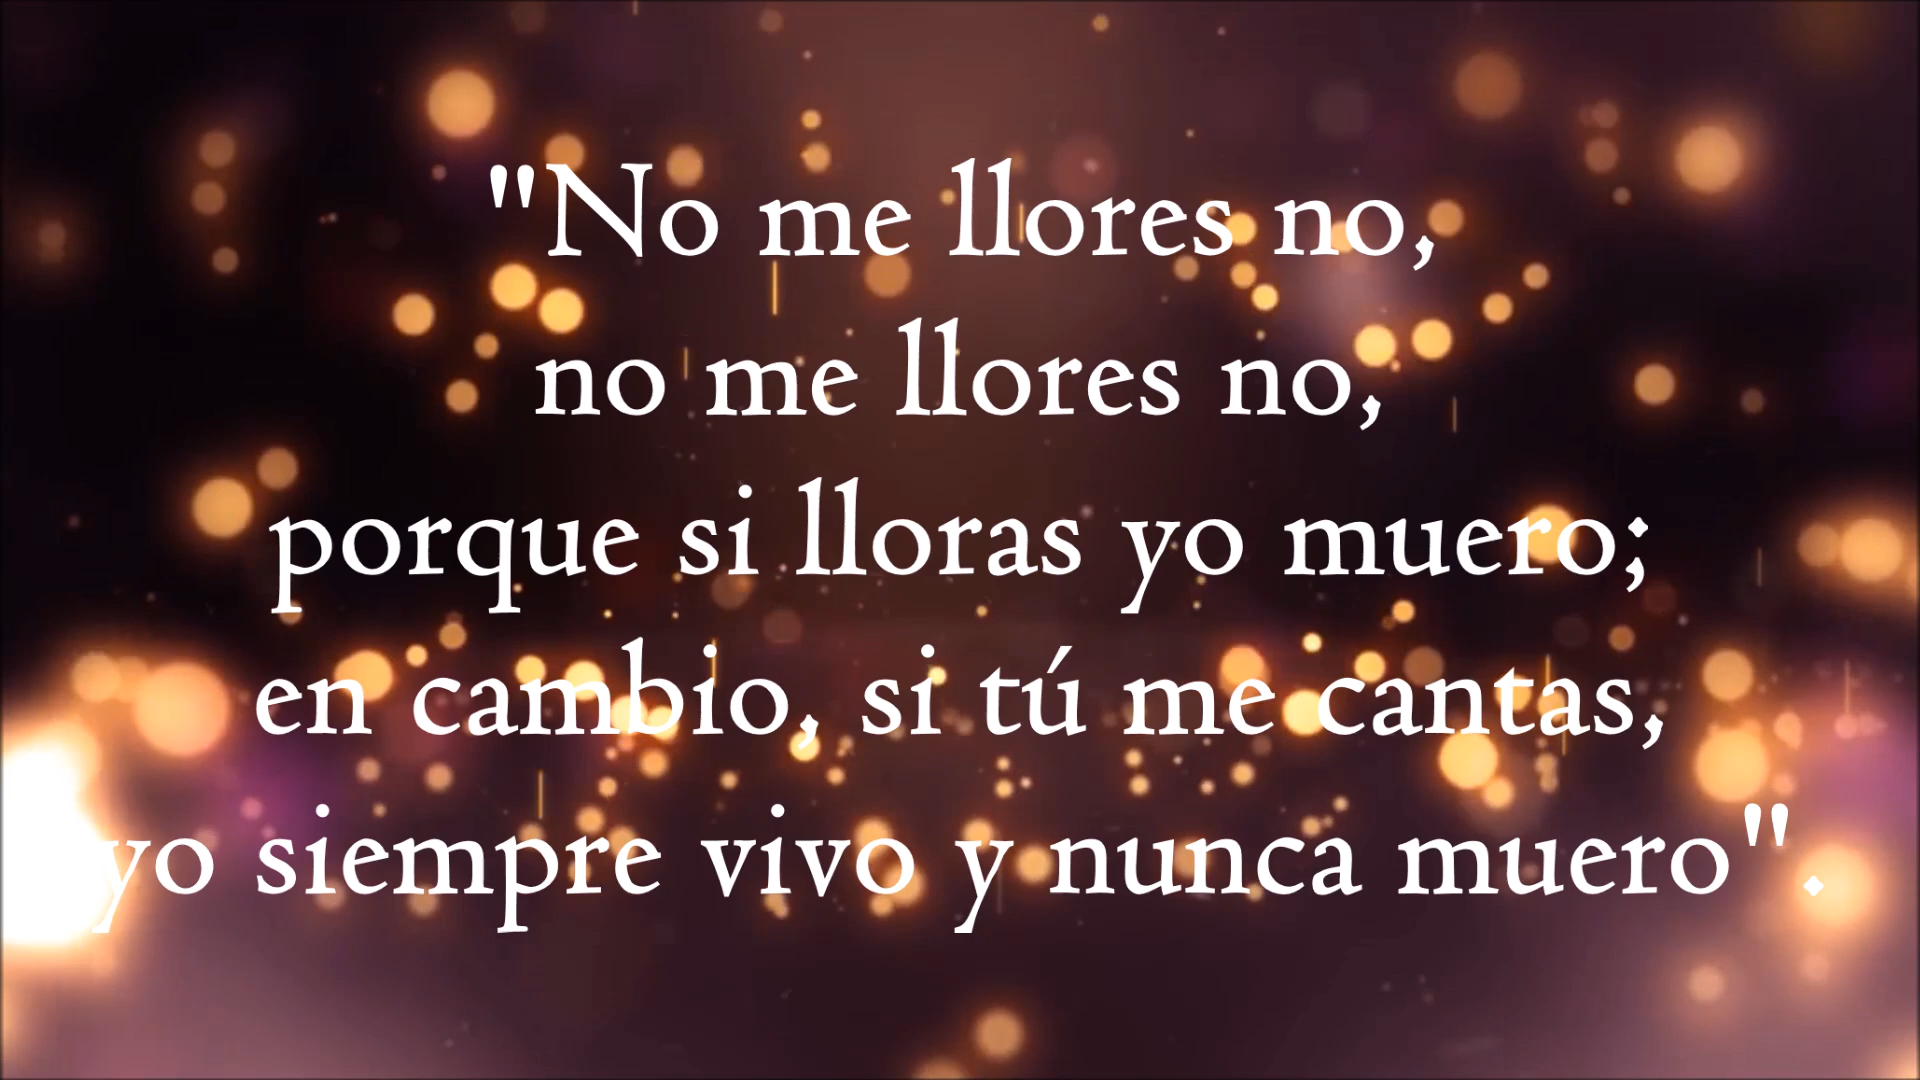 "No me llores no,
no me llores no,
porque si lloras yo muero;
en cambio, si tú me cantas,
yo siempre vivo y nunca muero".